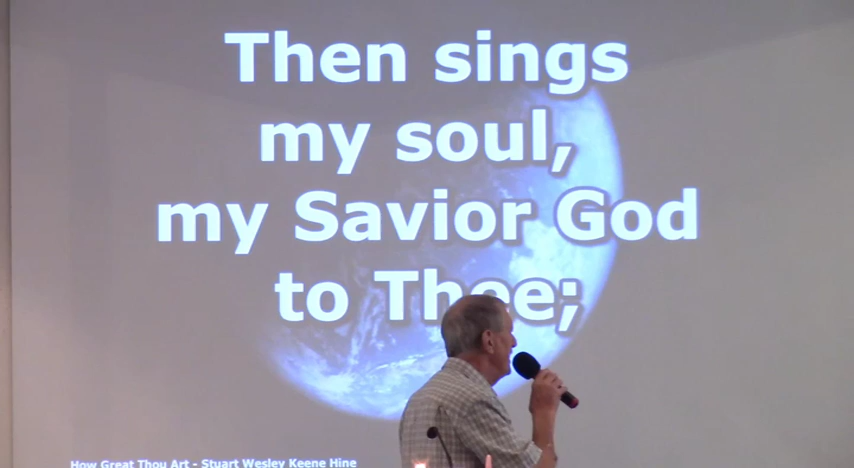 Then sings
my soul,
my Savior God
to Thee;
How Great Thou Art - Stuart Wesley Keene Hine